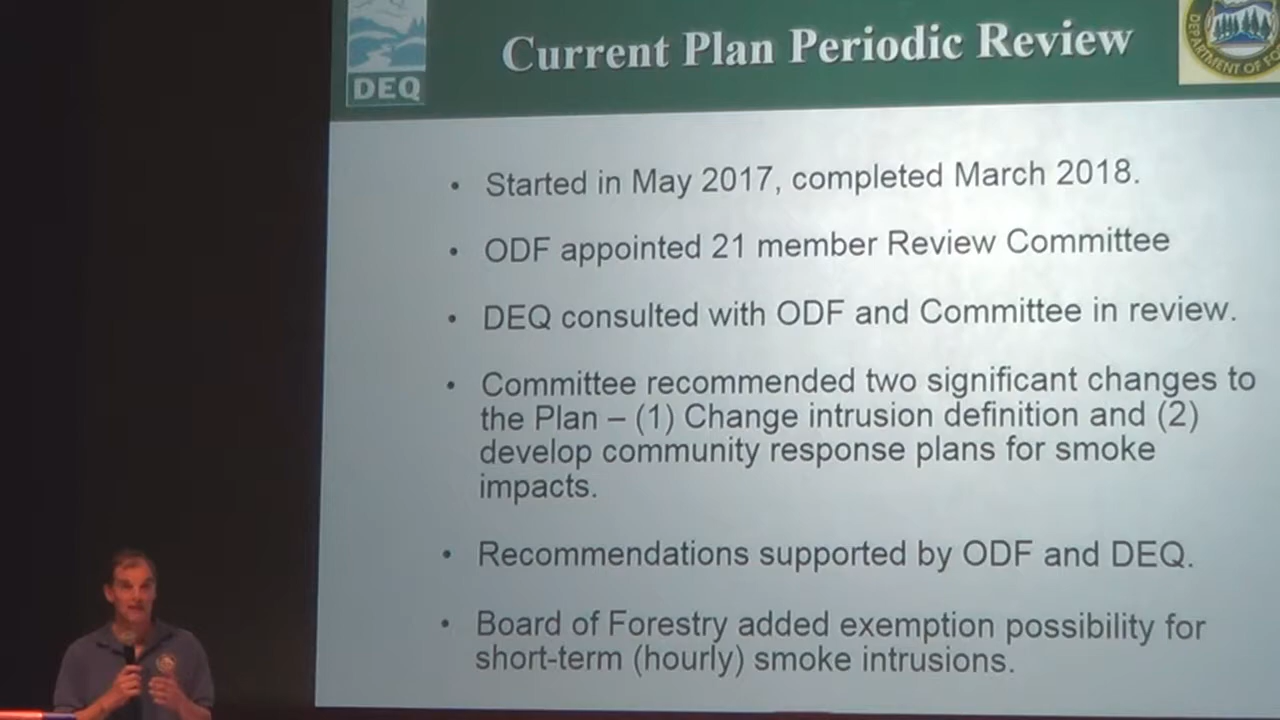 DEQ
Current Plan Periodic Review
DEPARTMENT OF FO
• Started in May 2017, completed March 2018.
• ODF appointed 21 member Review Committee
• DEQ consulted with ODF and Committee in review.
• Committee recommended two significant changes to
the Plan – (1) Change intrusion definition and (2)
develop community response plans for smoke
impacts.
• Recommendations supported by ODF and DEQ.
• Board of Forestry added exemption possibility for
short-term (hourly) smoke intrusions.